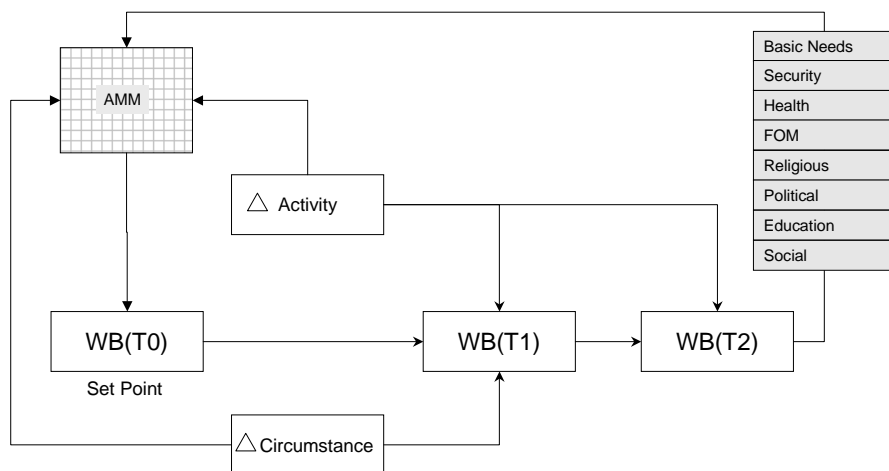 AMM
Basic Needs
Security
Health
FOM
Religious
Political
Education
Social
△ Activity
WB(T0)
WB(T1)
WB(T2)
Set Point
△ Circumstance